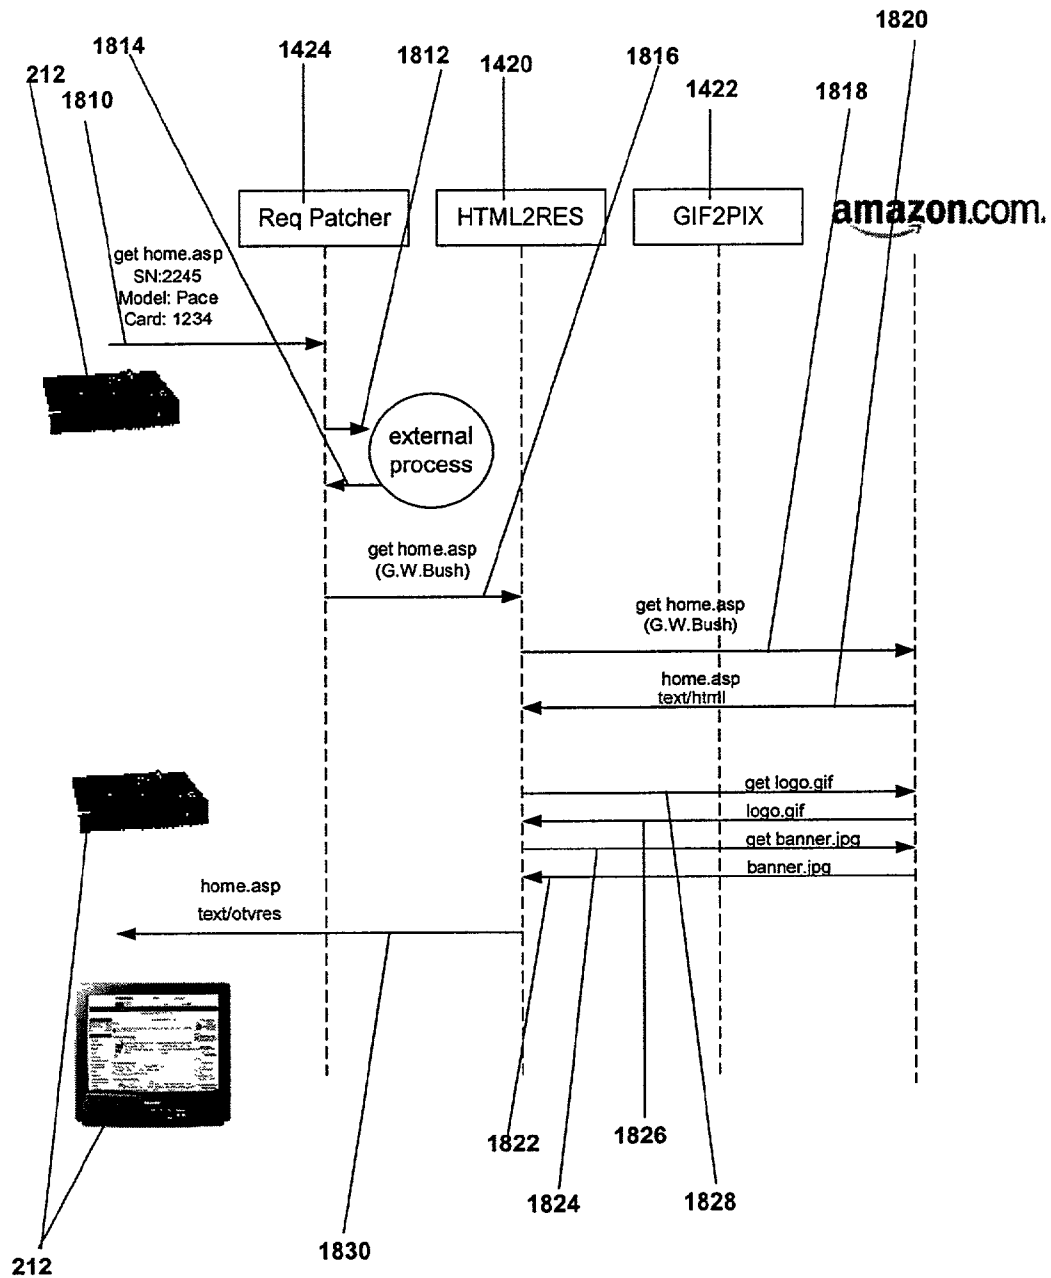 1820
1814
1424
1812
1420
1816
212
1810
1422
1818
Req Patcher
HTML2RES
GIF2PIX
amazon.com.
get home.asp
SN:2245
Model: Pace
Card: 1234
external
process
get home.asp
(G.W.Bush)
get home.asp
(G.W.Bush)
home.asp
text/html
get logo.gif
logo.gif
get banner.jpg
banner.jpg
home.asp
text/otvres
1822
1826
1824
1828
1830
212